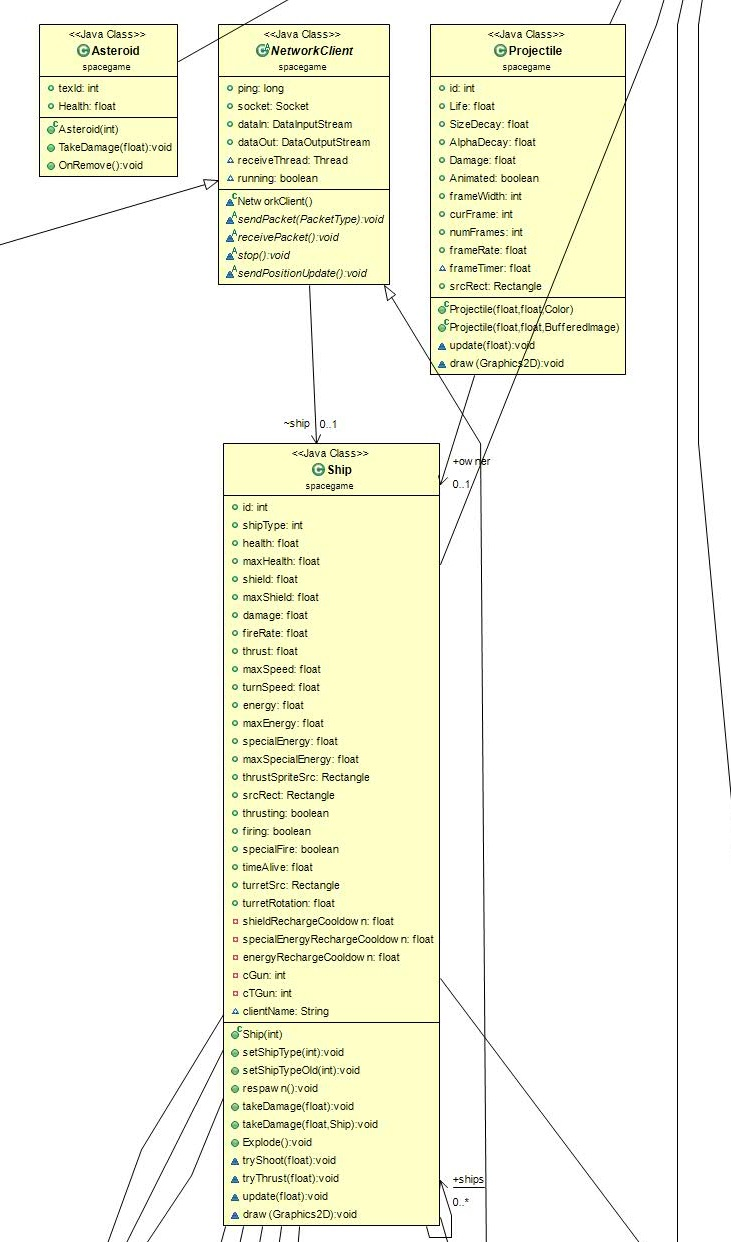 <<Java Class>>
Asteroid
spacegame
texId: int
Health: float
Asteroid(int)
TakeDamage(float):void
OnRemove():void
<<Java Class>>
NetworkClient
spacegame
ping: long
socket: Socket
dataIn: DataInputStream
dataOut: DataOutputStream
receiveThread: Thread
running: boolean
NetworkClient()
sendPacket(PacketType):void
receivePacket():void
stop():void
sendPositionUpdate():void
<<Java Class>>
Projectile
spacegame
id: int
Life: float
SizeDecay: float
AlphaDecay: float
Damage: float
Animated: boolean
frameWidth: int
curFrame: int
numFrames: int
frameRate: float
frameTimer: float
srcRect: Rectangle
Projectile(float,float,Color)
Projectile(float,float,BufferedImage)
update(float):void
draw(Graphics2D):void
~ship 0..1
+owner
0..1
<<Java Class>>
Ship
spacegame
id: int
shipType: int
health: float
maxHealth: float
shield: float
maxShield: float
damage: float
fireRate: float
thrust: float
maxSpeed: float
turnSpeed: float
energy: float
maxEnergy: float
specialEnergy: float
maxSpecialEnergy: float
thrustSpriteSrc: Rectangle
srcRect: Rectangle
thrusting: boolean
firing: boolean
specialFire: boolean
timeAlive: float
turretSrc: Rectangle
turretRotation: float
shieldRechargeCooldown: float
specialEnergyRechargeCooldown: float
energyRechargeCooldown: float
cGun: int
cTGun: int
clientName: String
Ship(int)
setShipType(int):void
setShipTypeOld(int):void
respawn():void
takeDamage(float):void
takeDamage(float,Ship):void
Explode():void
tryShoot(float):void
tryThrust(float):void
update(float):void
draw(Graphics2D):void
+ships
0..*